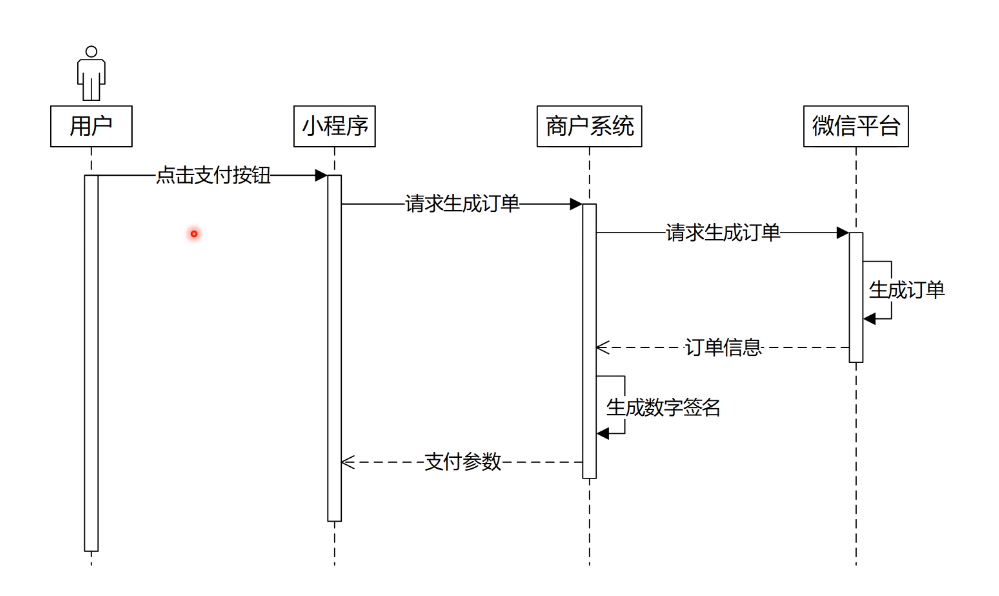 用户
小程序
商户系统
微信平台
点击支付按钮
请求生成订单
请求生成订单
生成订单
订单信息
生成数字签名
支付参数